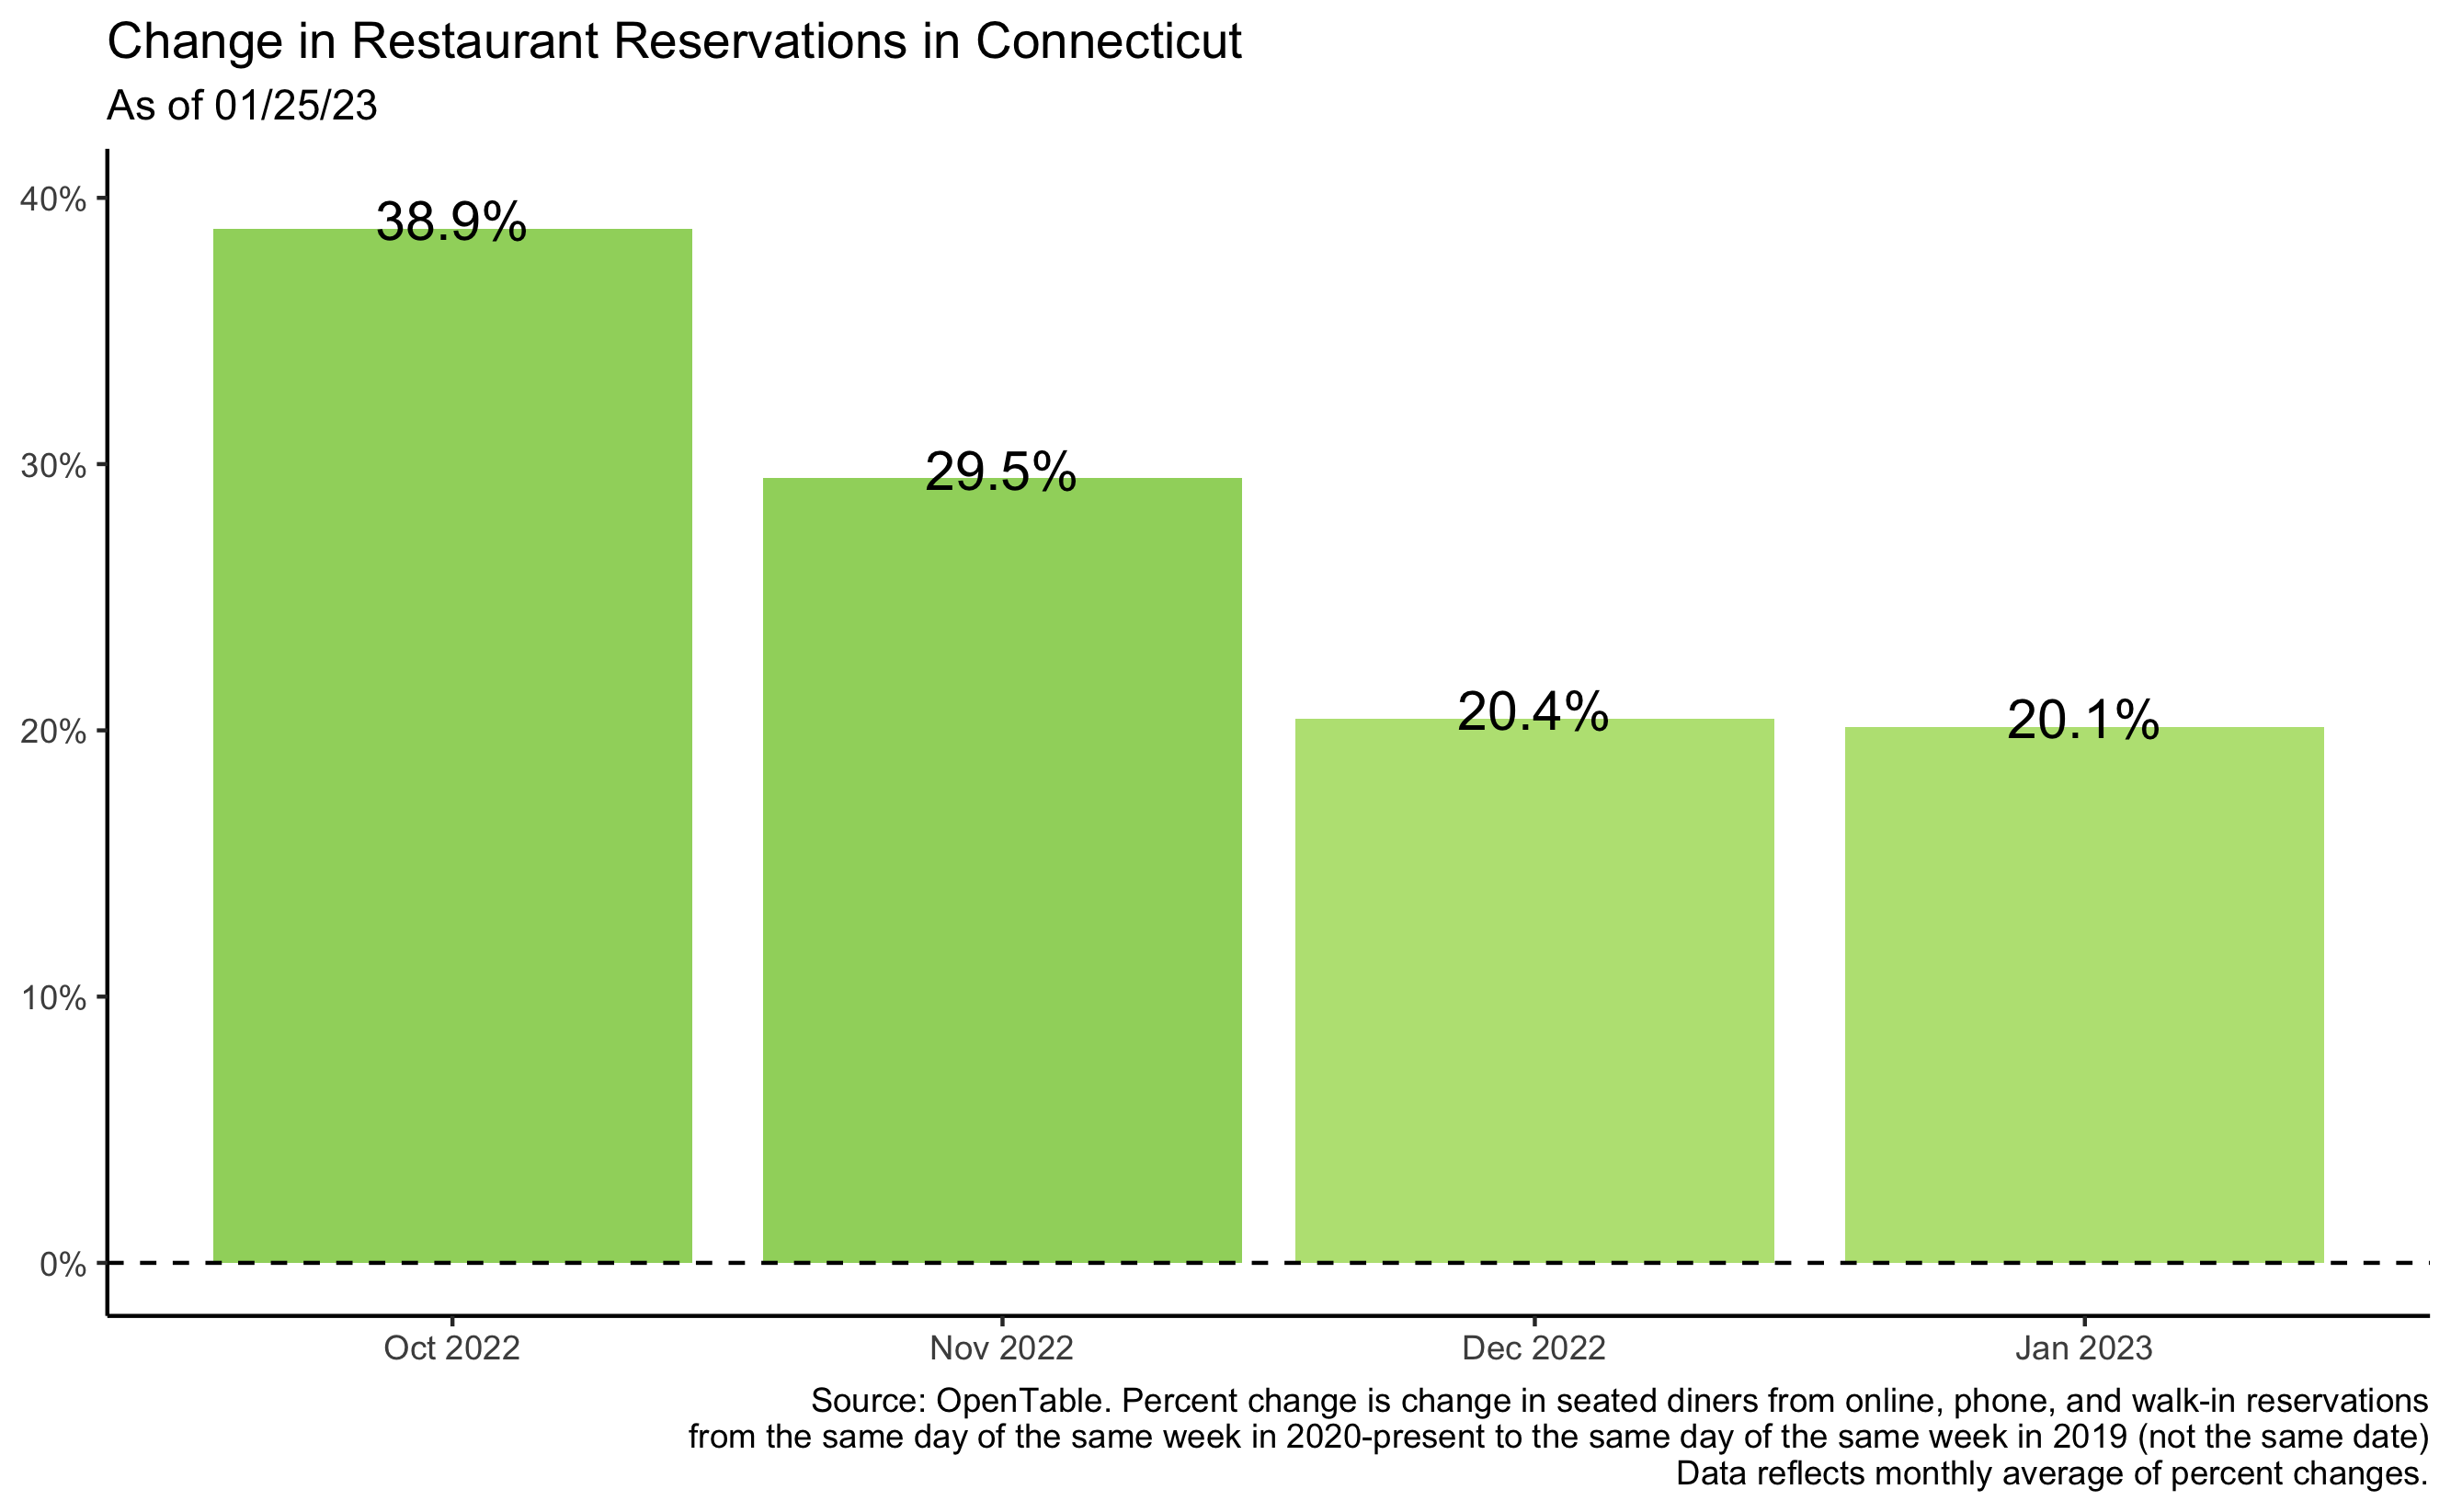 Change in Restaurant Reservations in Connecticut
As of 01/25/23
40%
30%
20%
10%
0%
38.9%
29.5%
20.4%
20.1%
Oct 2022
Nov 2022
Dec 2022
Jan 2023
Source: OpenTable. Percent change is change in seated diners from online, phone, and walk-in reservations
from the same day of the same week in 2020-present to the same day of the same week in 2019 (not the same date)
Data reflects monthly average of percent changes.